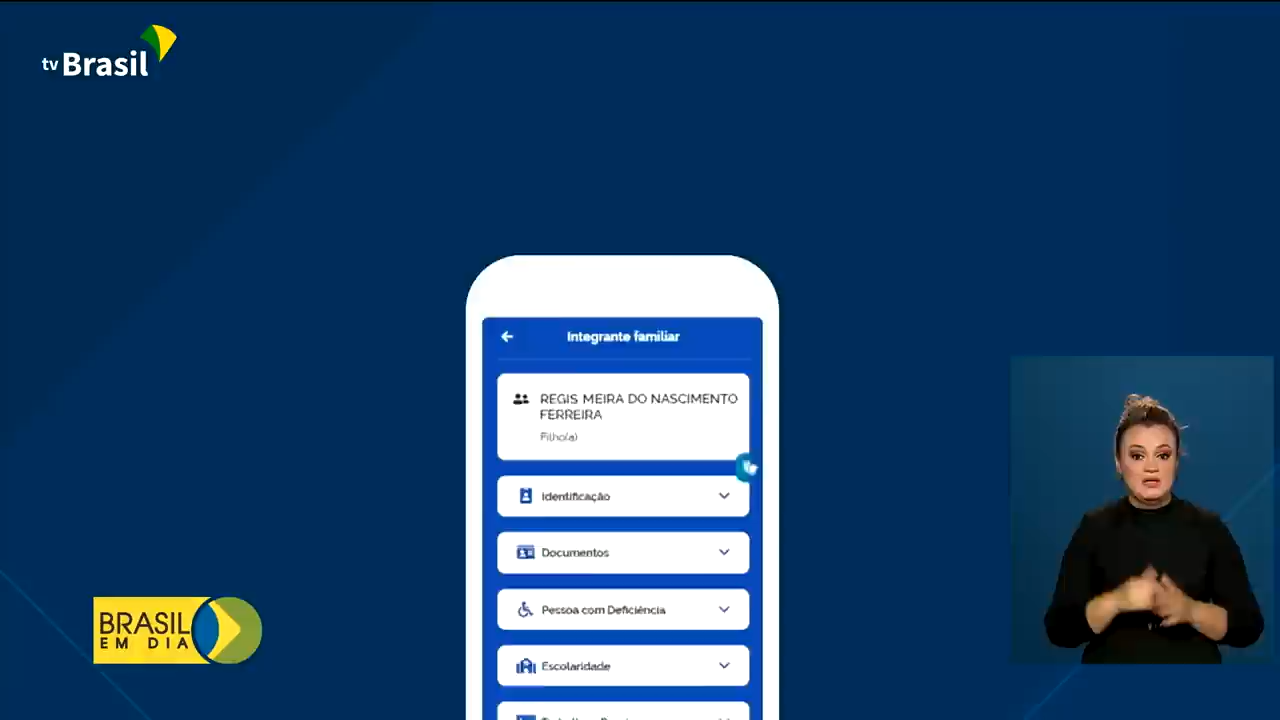 tv Brasil
Integrante familiar
REGIS MEIRA DO NASCIMENTO
FERREIRA
Filho(a)
Identificação
Documentos
Pessoa com Deficiência
Escolaridade
BRASIL
EM DIA